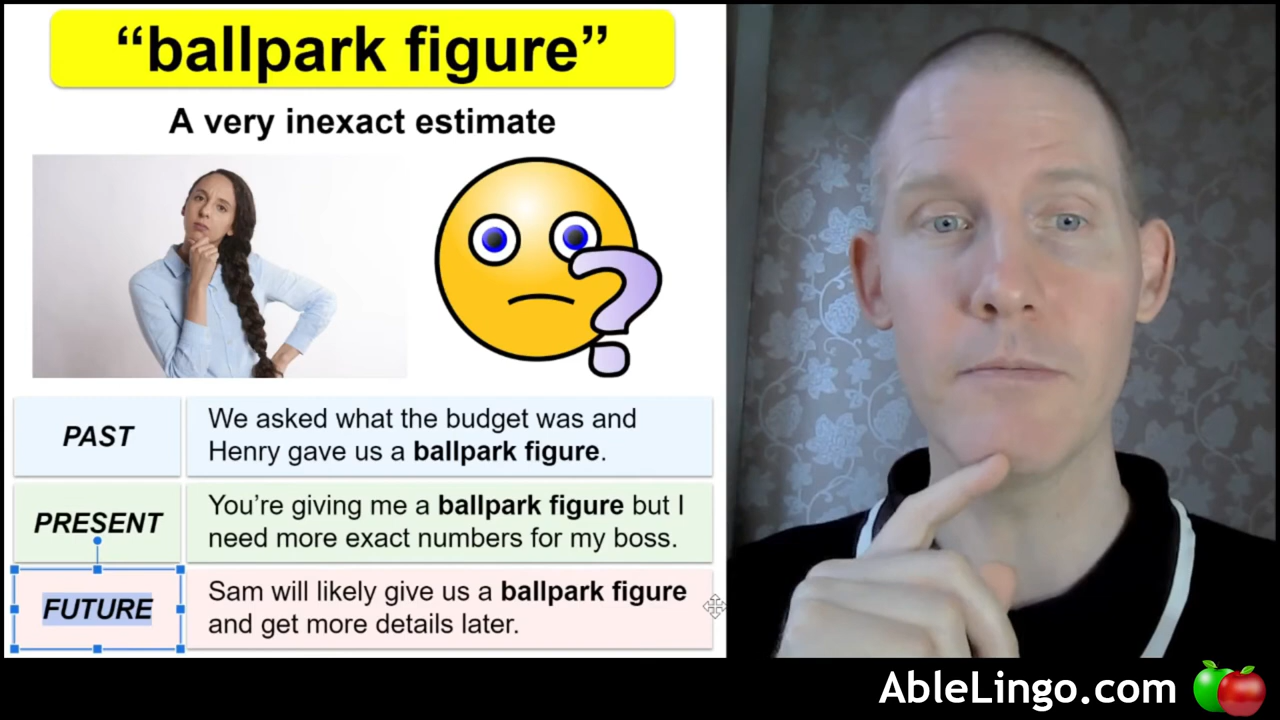 “ballpark figure”
A very inexact estimate
PAST
We asked what the budget was and
Henry gave us a ballpark figure.
PRESENT
You’re giving me a ballpark figure but I
need more exact numbers for my boss.
FUTURE
Sam will likely give us a ballpark figure
and get more details later.
AbleLingo.com